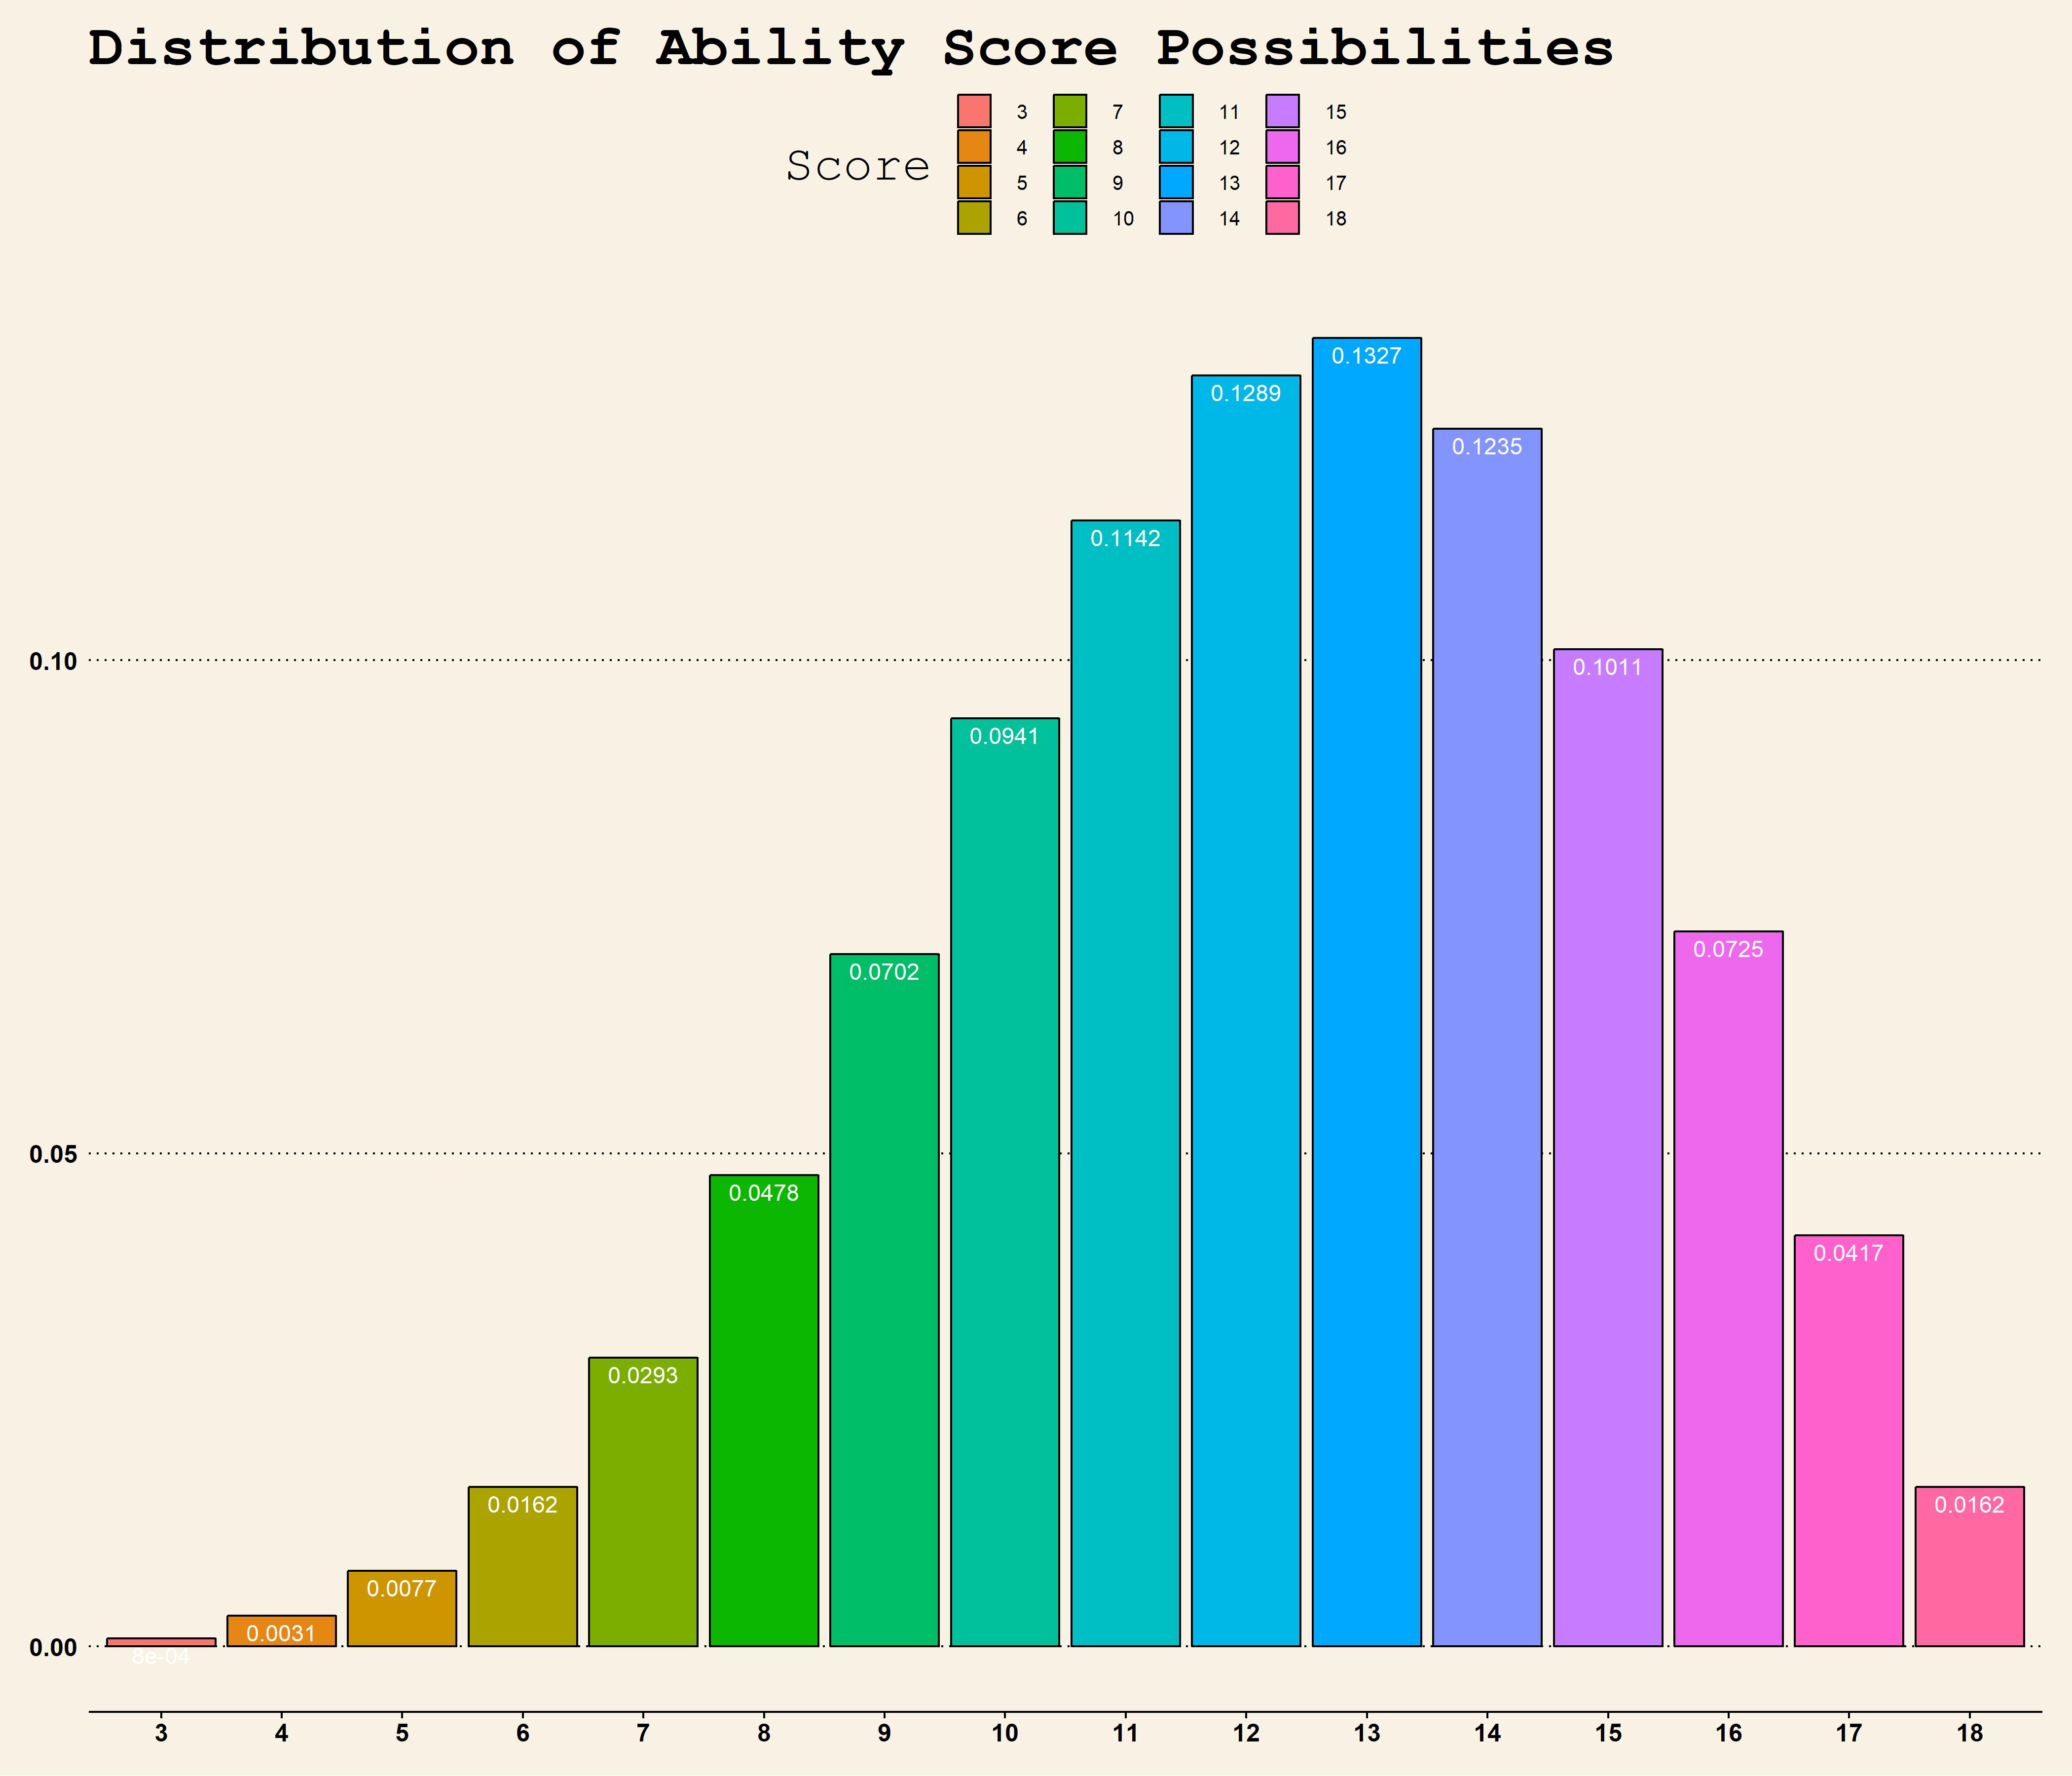 Distribution of Ability Score Possibilities
Score
3 7 11 15
4 8 12 16
5 9 13 17
6 10 14 18
0.1327
0.1289
0.1235
0.1142
0.10
0.1011
0.0941
0.0725
0.0702
0.05
0.0478
0.0417
0.0293
0.0162
0.0162
0.0077
0.0031
0.00
8e-04
3 4 5 6 7 8 9 10 11 12 13 14 15 16 17 18